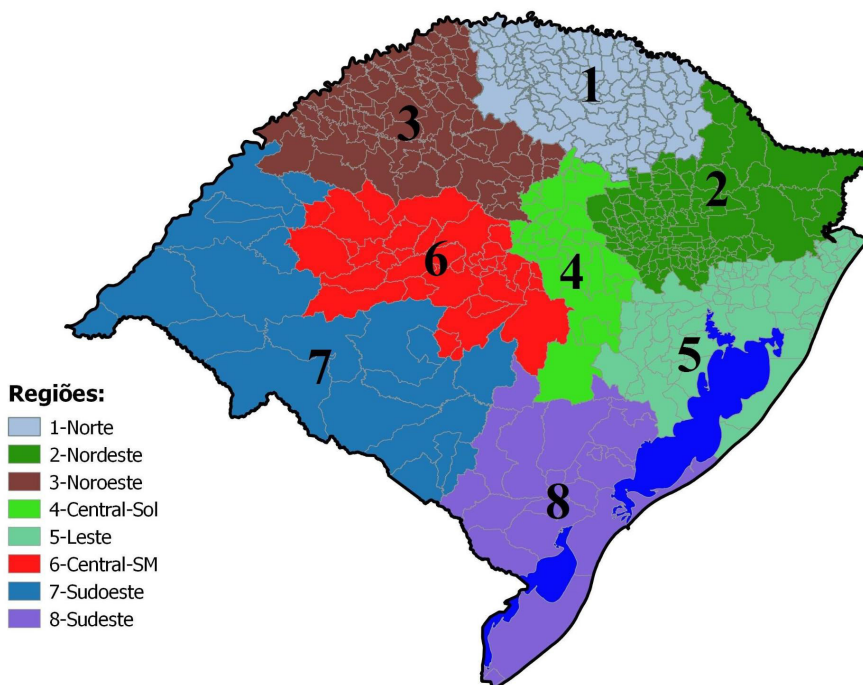 1
2
3
4
5
6
7
8
Regiões:
1-Norte
2-Nordeste
3-Noroeste
4-Central-Sol
5-Leste
6-Central-SM
7-Sudoeste
8-Sudeste